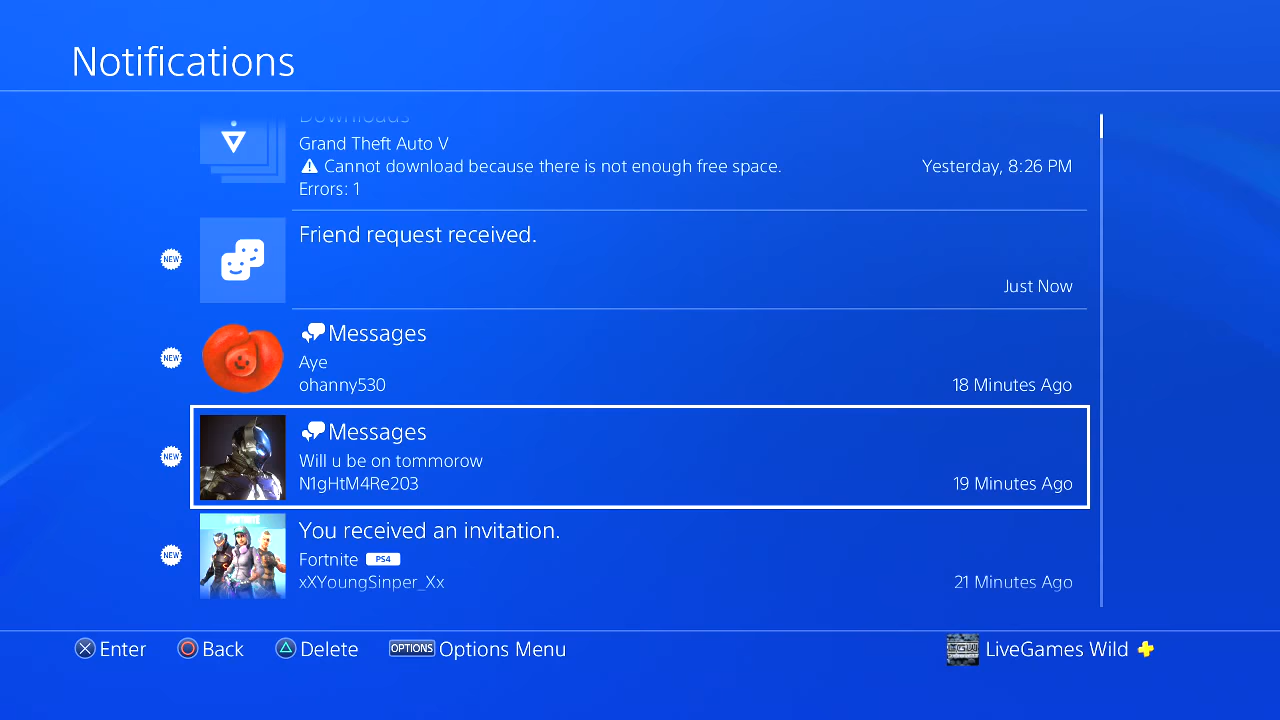 Notifications
Downloads
Grand Theft Auto V
Cannot download because there is not enough free space.
Yesterday, 8:26 PM
Errors: 1
NEW
Friend request received.
Just Now
NEW
Messages
Aye
ohanny530
18 Minutes Ago
NEW
Messages
Will u be on tommorow
N1gHtM4Re203
19 Minutes Ago
NEW
FORTNITE
You received an invitation.
Fortnite PS4
xXYoungSinper_Xx
21 Minutes Ago
Enter Back Delete OPTIONS Options Menu
LiveGames Wild